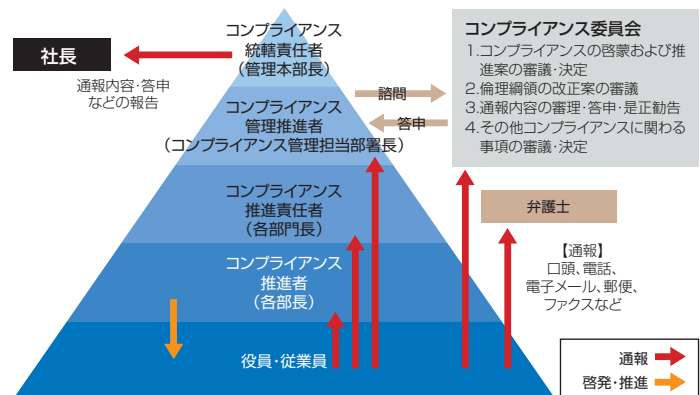 社長
通報内容・答申
などの報告
コンプライアンス
統轄責任者
(管理本部長)
コンプライアンス
管理推進者
(コンプライアンス管理担当部署長)
コンプライアンス
推進責任者
(各部門長)
コンプライアンス
推進者
(各部長)
役員・従業員
諮問
答申
コンプライアンス委員会
1.コンプライアンスの啓蒙および推
進案の審議・決定
2.倫理綱領の改正案の審議
3.通報内容の審理・答申・是正勧告
4.その他コンプライアンスに関わる
事項の審議・決定
弁護士
【通報】
口頭、電話、
電子メール、郵便、
ファクスなど
通報
啓発・推進